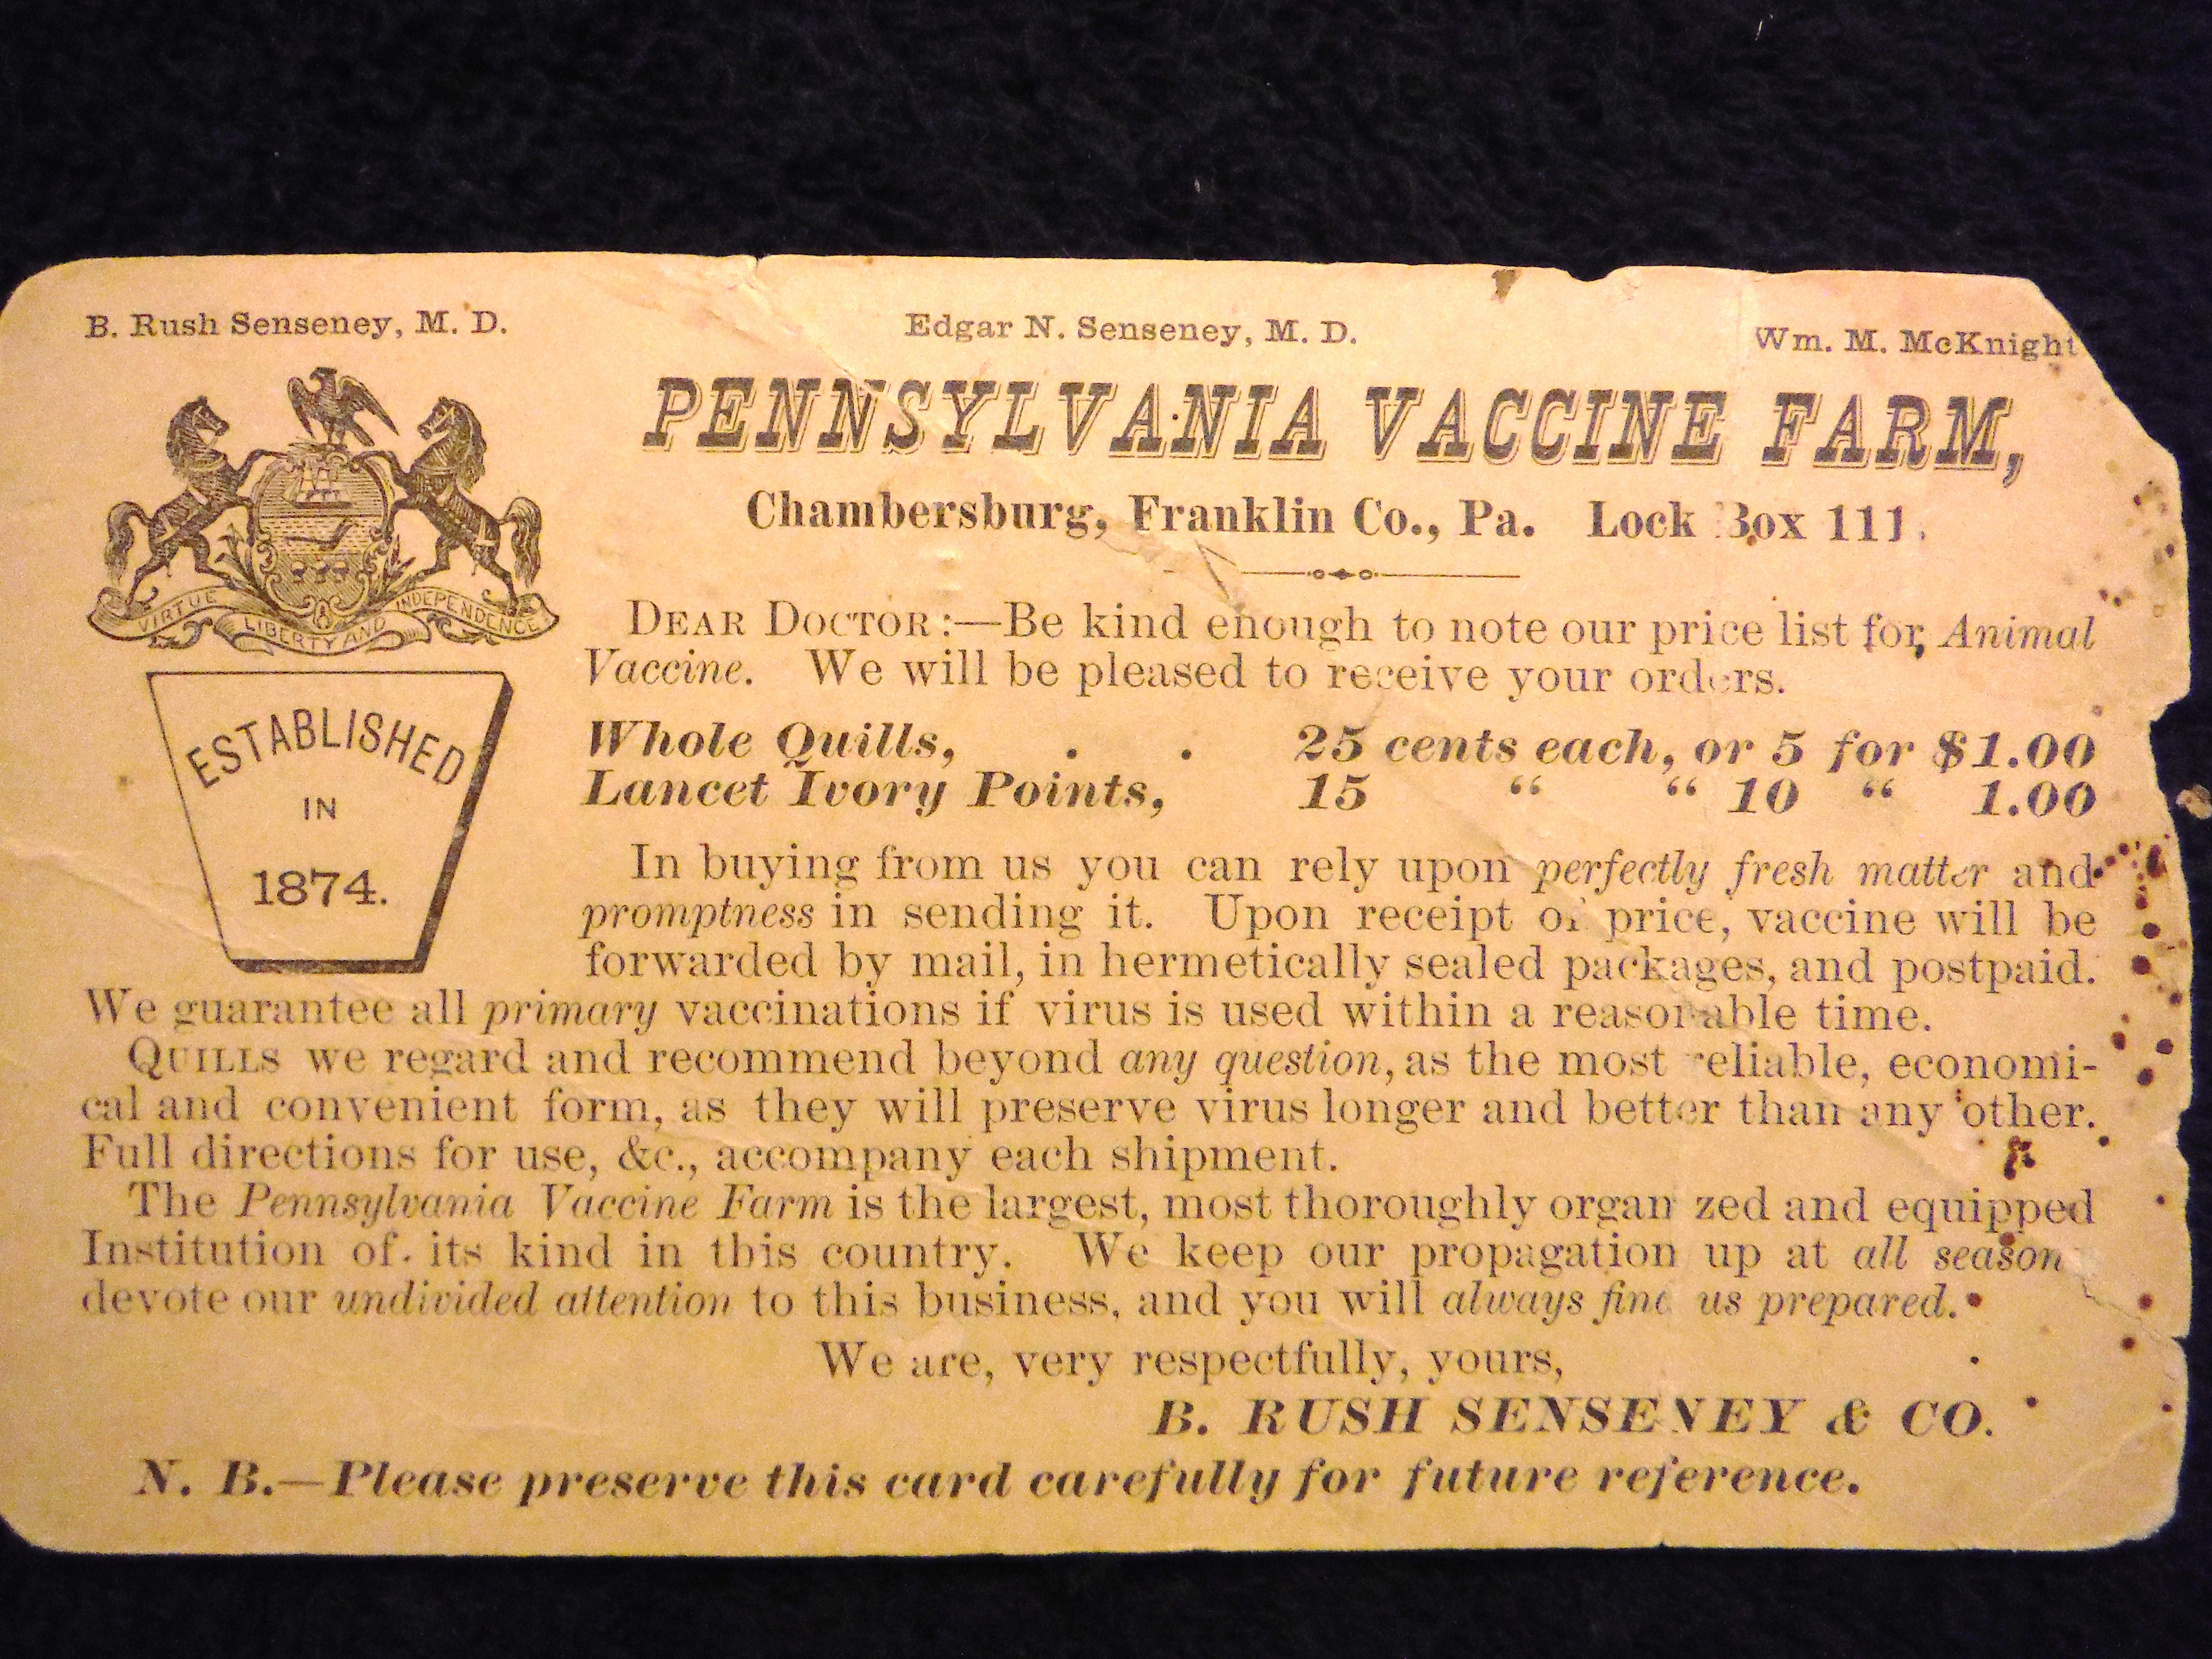 B. Rush Senseney, M. D. Edgar N. Senseney, M. D. Wm. M. McKnight
PENNSYLVANIA VACCINE FARM,
Chambersburg, Franklin Co., Pa. Lock Box 111.
VIRTUE LIBERTY AND INDEPENDENCE
ESTABLISHED
IN
1874.
DEAR DOCTOR:—Be kind enough to note our price list for Animal
Vaccine. We will be pleased to receive your orders.
Whole Quills, . . 25 cents each, or 5 for $1.00
Lancet Ivory Points, 15 “ “ 10 “ 1.00
In buying from us you can rely upon perfectly fresh matter and
promptness in sending it. Upon receipt of price, vaccine will be
forwarded by mail, in hermetically sealed packages, and postpaid.
We guarantee all primary vaccinations if virus is used within a reasonable time.
QUILLS we regard and recommend beyond any question, as the most reliable, economi-
cal and convenient form, as they will preserve virus longer and better than any other.
Full directions for use, &c., accompany each shipment.
The Pennsylvania Vaccine Farm is the largest, most thoroughly organ zed and equipped
Institution of its kind in this country. We keep our propagation up at all season
devote our undivided attention to this business, and you will always find us prepared.
We are, very respectfully, yours,
B. RUSH SENSENEY & CO.
N. B.—Please preserve this card carefully for future reference.